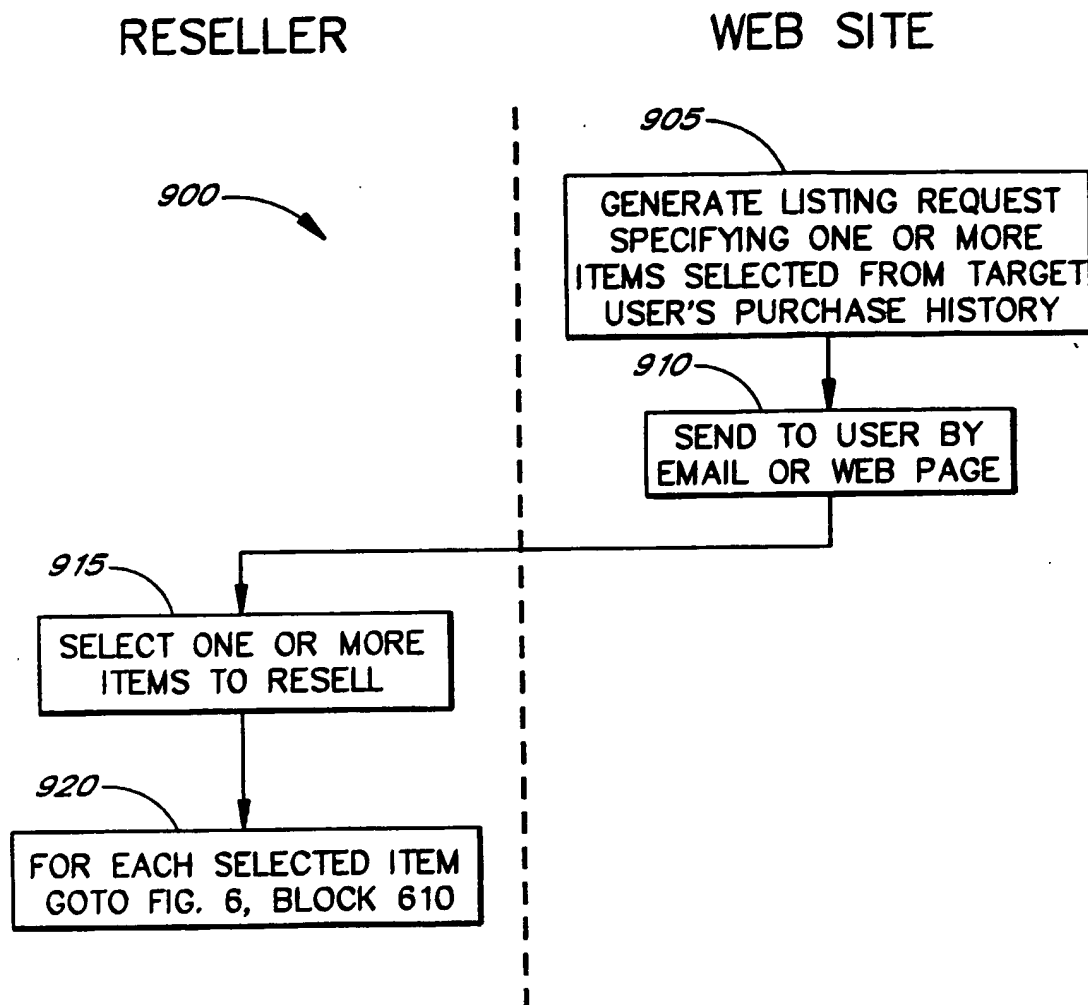 RESELLER
WEB SITE
900
905
GENERATE LISTING REQUEST
SPECIFYING ONE OR MORE
ITEMS SELECTED FROM TARGET
USER'S PURCHASE HISTORY
910
SEND TO USER BY
EMAIL OR WEB PAGE
915
SELECT ONE OR MORE
ITEMS TO RESELL
920
FOR EACH SELECTED ITEM
GOTO FIG. 6, BLOCK 610